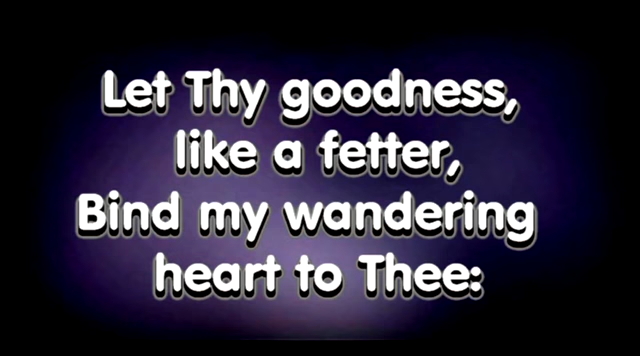 Let Thy goodness,
like a fetter,
Bind my wandering
heart to Thee: